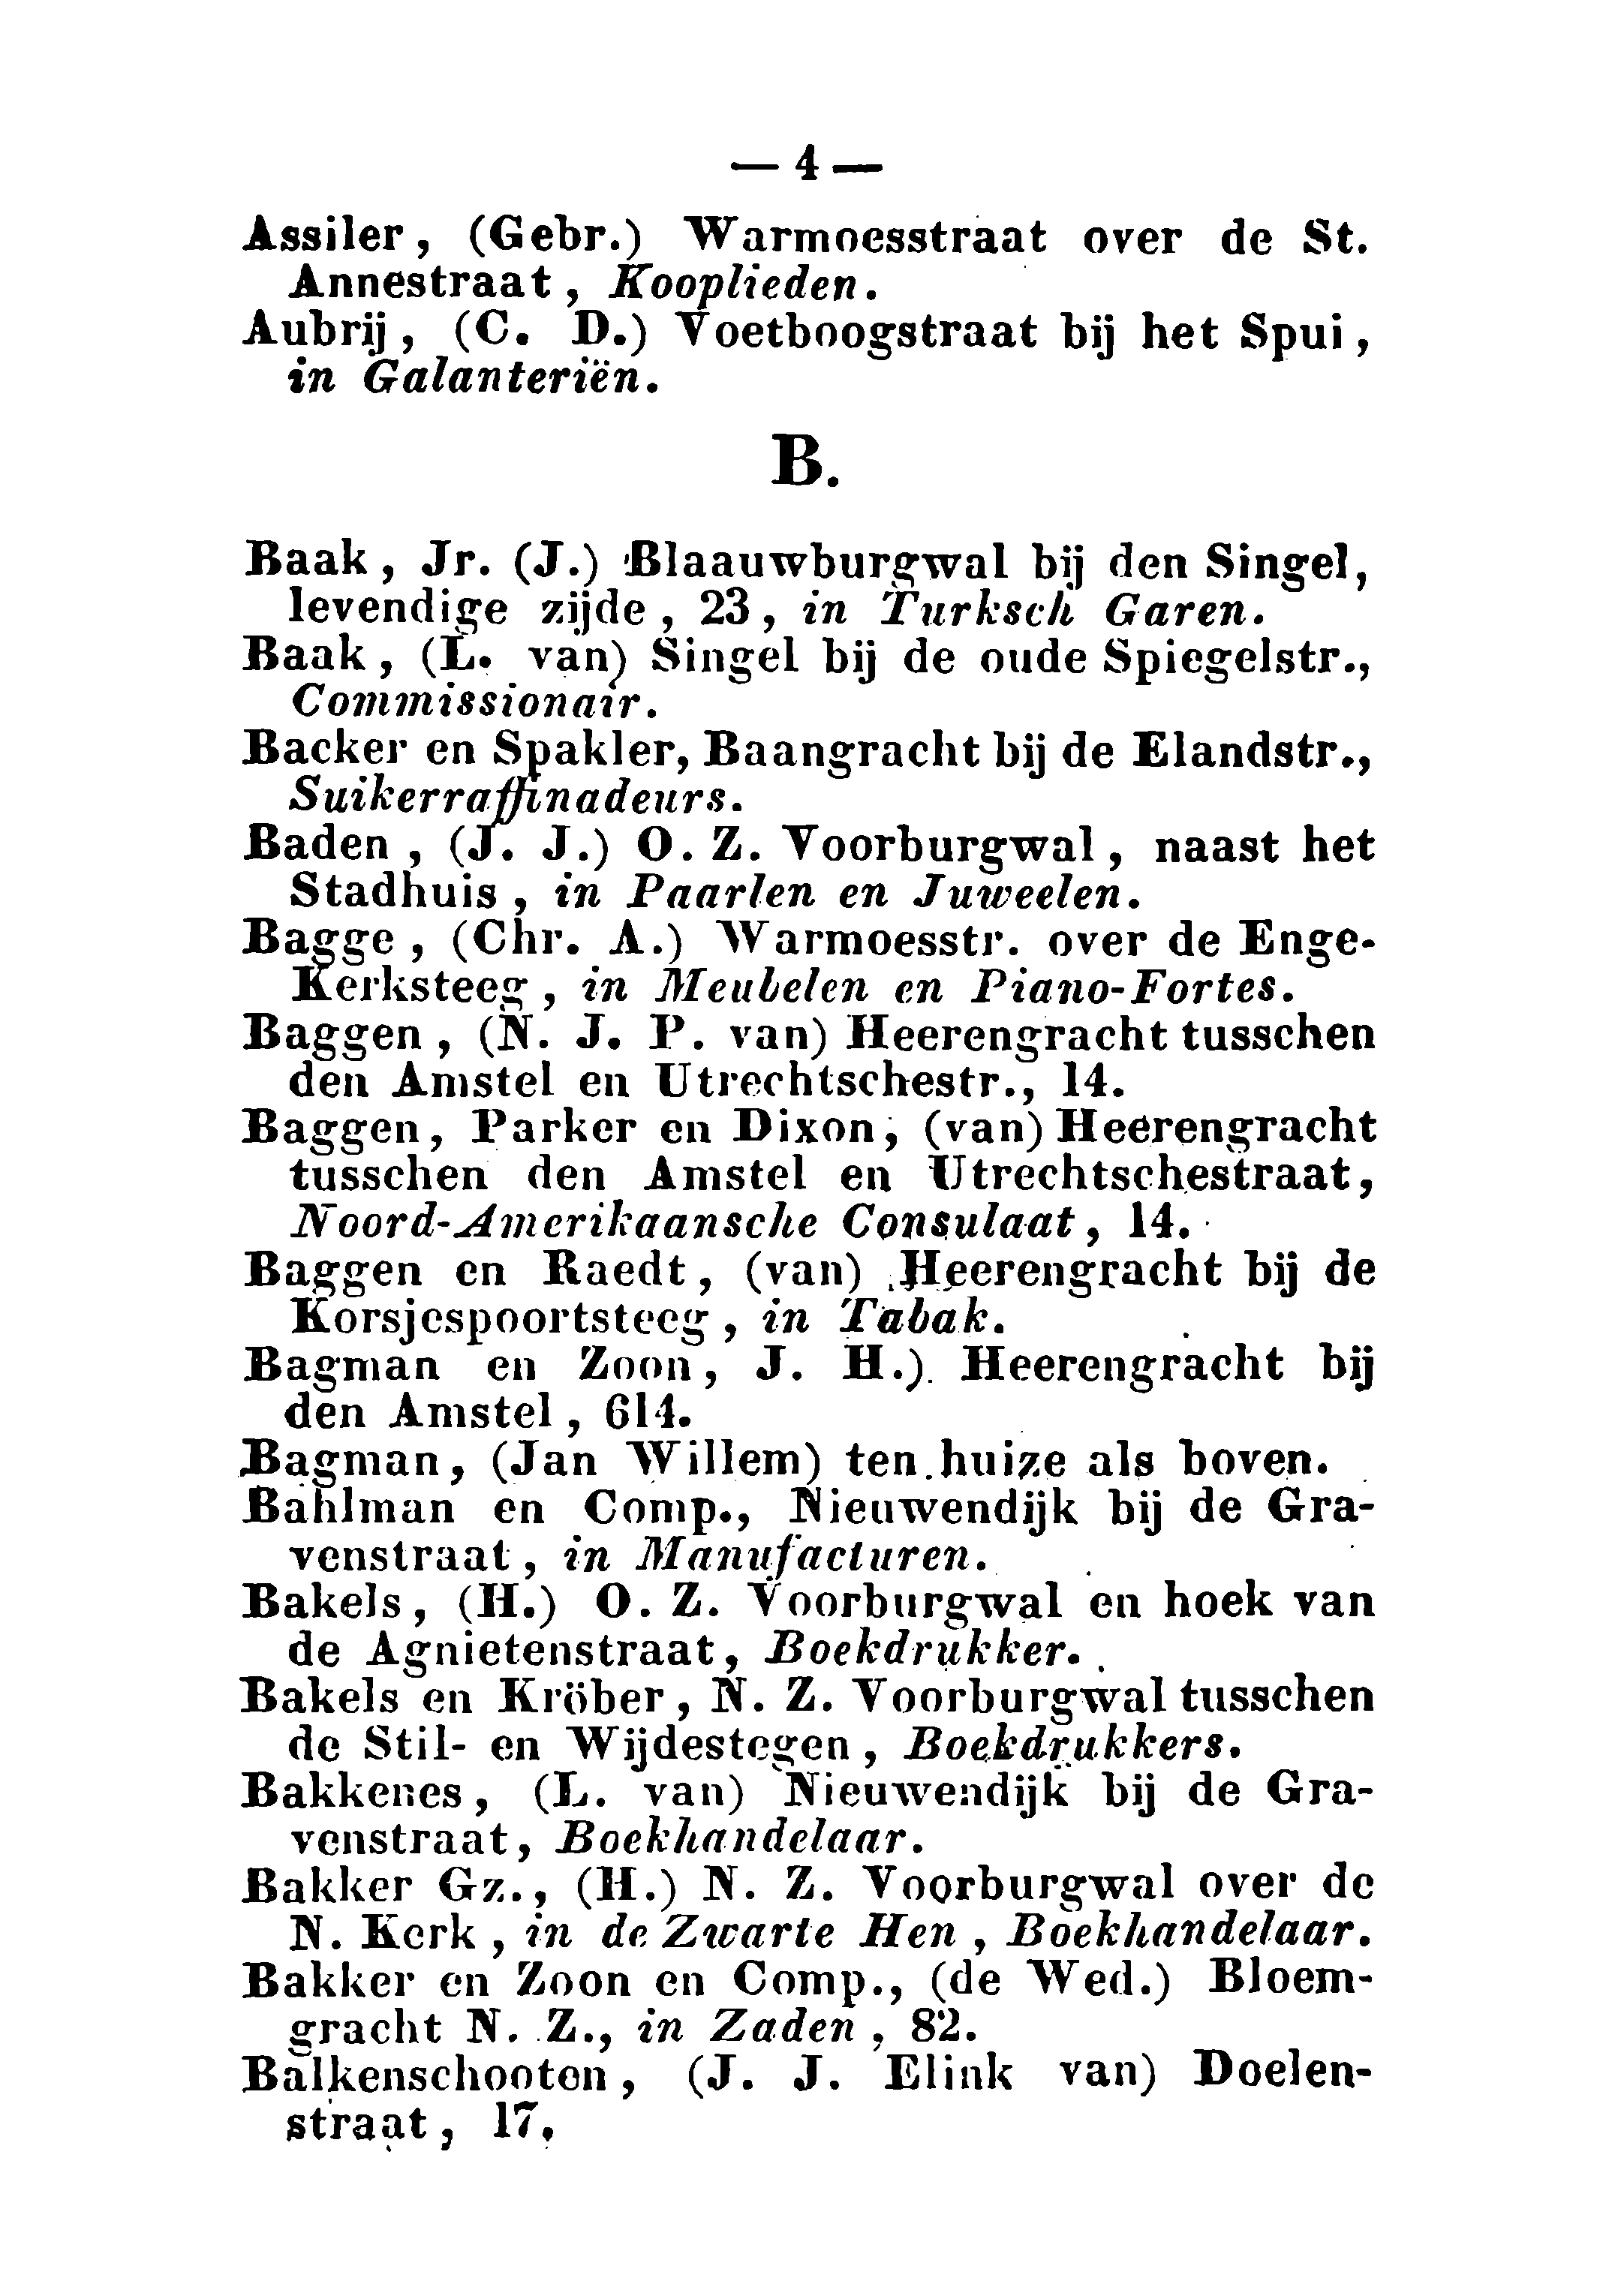 — 4 —
Assiler, (Gebr.) Warmoesstraat over de St.
Annestraat, Kooplieden.
Aubrij, (C. D.) Voetboogstraat bij het Spui,
in Galanteriën.
B.
Baak, Jr. (J.) Blaauwburgwal bij den Singel,
levendige zijde, 23, in Turksch Garen.
Baak, (L. van) Singel bij de oude Spiegelstr.,
Commissionair.
Backer en Spakler, Baangracht bij de Elandstr.,
Suikerraffinadeurs.
Baden, (J. J.) O. Z. Voorburgwal, naast het
Stadhuis, in Paarlen en Juweelen.
Bagge, (Chr. A.) Warmoesstr. over de Enge-
Kerksteeg, in Meubelen en Piano-Fortes.
Baggen, (N. J. P. van) Heerengracht tusschen
den Amstel en Utrechtschestr., 14.
Baggen, Parker en Dixon, (van) Heerengracht
tusschen den Amstel en Utrechtschestraat,
Noord-Amerikaansche Consulaat, 14.
Baggen en Raedt, (van) Heerengracht bij de
Korsjespoortsteeg, in Tabak.
Bagman en Zoon, J. H.) Heerengracht bij
den Amstel, 614.
Bagman, (Jan Willem) ten huize als boven.
Bahlman en Comp., Nieuwendijk bij de Gra-
venstraat, in Manufacturen.
Bakels, (H.) O. Z. Voorburgwal en hoek van
de Agnietenstraat, Boekdrukker.
Bakels en Kröber, N. Z. Voorburgwal tusschen
de Stil- en Wijdestegen, Boekdrukkers.
Bakkenes, (L. van) Nieuwendijk bij de Gra-
venstraat, Boekhandelaar.
Bakker Gz., (H.) N. Z. Voorburgwal over de
N. Kerk, in de Zwarte Hen, Boekhandelaar.
Bakker en Zoon en Comp., (de Wed.) Bloem-
gracht N. Z., in Zaden, 82.
Balkenschooten, (J. J. Elink van) Doelen-
straat, 17.